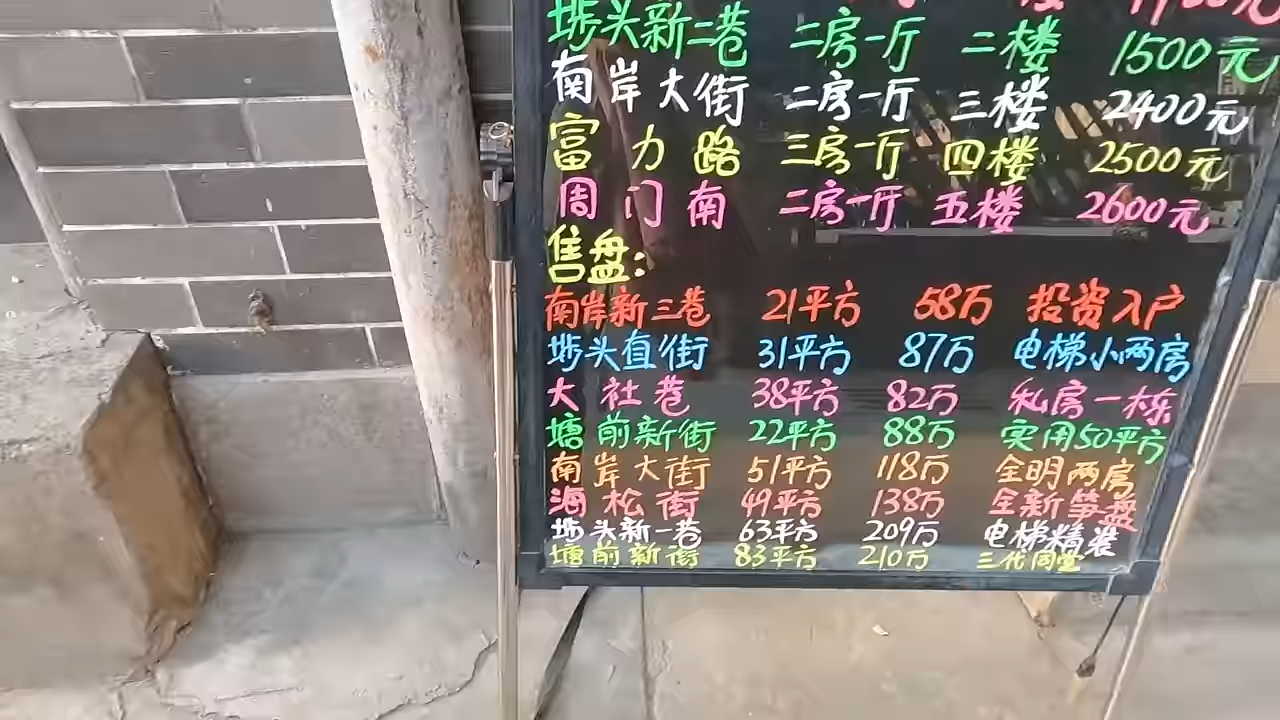 埗头新二巷 二房一厅 二楼 1500元
南岸大街 二房一厅 三楼 2400元
富力路 三房一厅 四楼 2500元
周门南 二房一厅 五楼 2600元
售盘:
南岸新三巷 21平方 58万 投资入户
埗头直街 31平方 87万 电梯小两房
大社巷 38平方 82万 私房一栋
塘前新街 22平方 88万 实用50平方
南岸大街 51平方 118万 全明两房
海松街 49平方 138万 全新笋盘
埗头新一巷 63平方 209万 电梯精装
塘前新街 83平方 210万 三代同堂